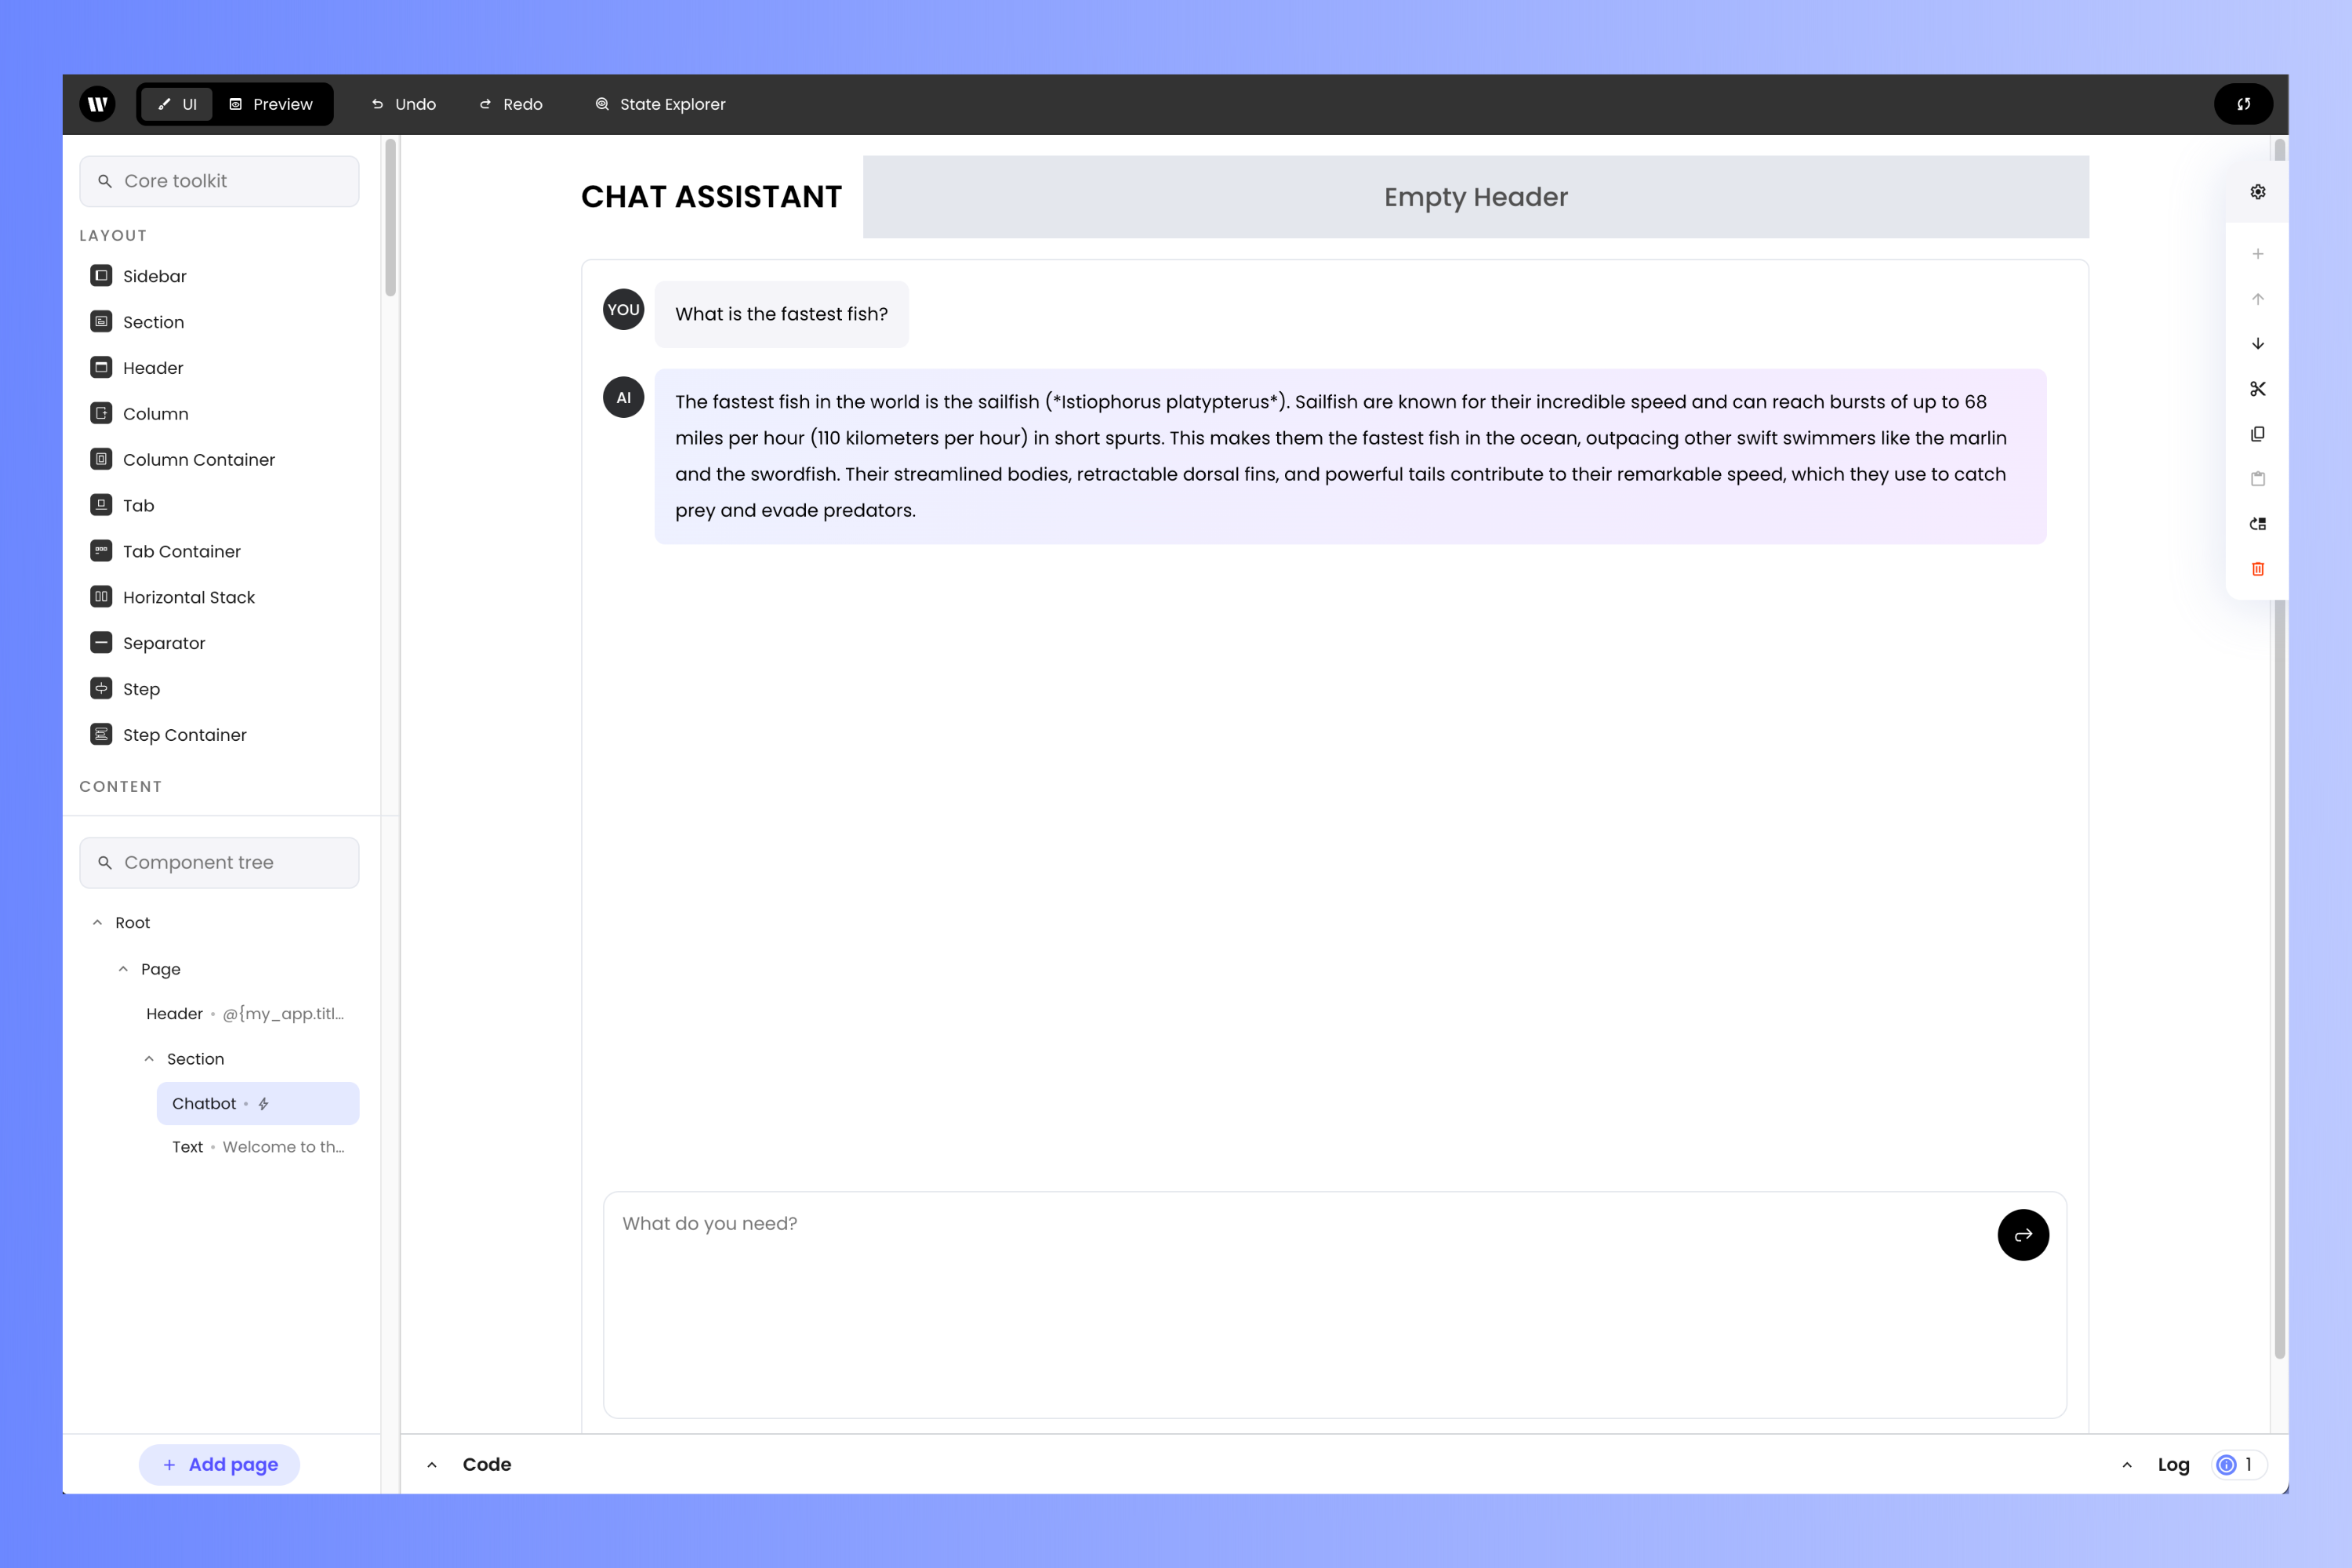 W
UI
Preview
Undo
Redo
State Explorer
Core toolkit
LAYOUT
Sidebar
Section
Header
Column
Column Container
Tab
Tab Container
Horizontal Stack
Separator
Step
Step Container
CONTENT
Component tree
Root
Page
Header • @{my_app.titl...
Section
Chatbot •
Text • Welcome to th...
+ Add page
CHAT ASSISTANT
Empty Header
YOU
What is the fastest fish?
AI
The fastest fish in the world is the sailfish (*Istiophorus platypterus*). Sailfish are known for their incredible speed and can reach bursts of up to 68
miles per hour (110 kilometers per hour) in short spurts. This makes them the fastest fish in the ocean, outpacing other swift swimmers like the marlin
and the swordfish. Their streamlined bodies, retractable dorsal fins, and powerful tails contribute to their remarkable speed, which they use to catch
prey and evade predators.
What do you need?
Code
Log
1